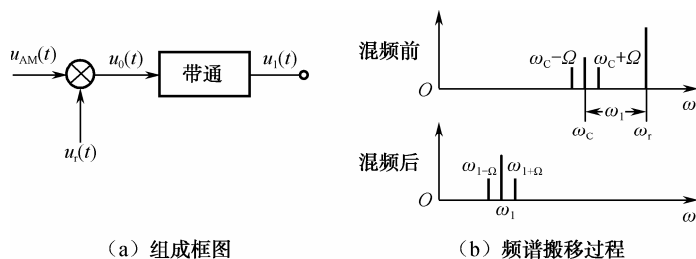 u_AM(t)
u_0(t)
带通
u_1(t)
u_r(t)
(a) 组成框图
混频前
ω_C−Ω
ω_C+Ω
O
ω_1
ω
ω_C
ω_r
混频后
ω_1−Ω
ω_1+Ω
O
ω_1
ω
(b) 频谱搬移过程